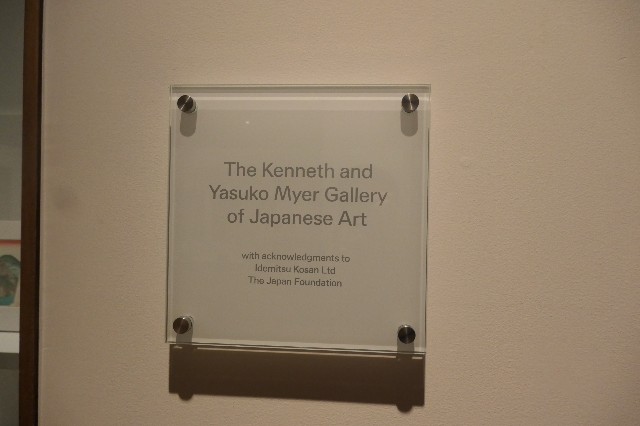 The Kenneth and
Yasuko Myer Gallery
of Japanese Art
with acknowledgments to
Idemitsu Kosan Ltd
The Japan Foundation